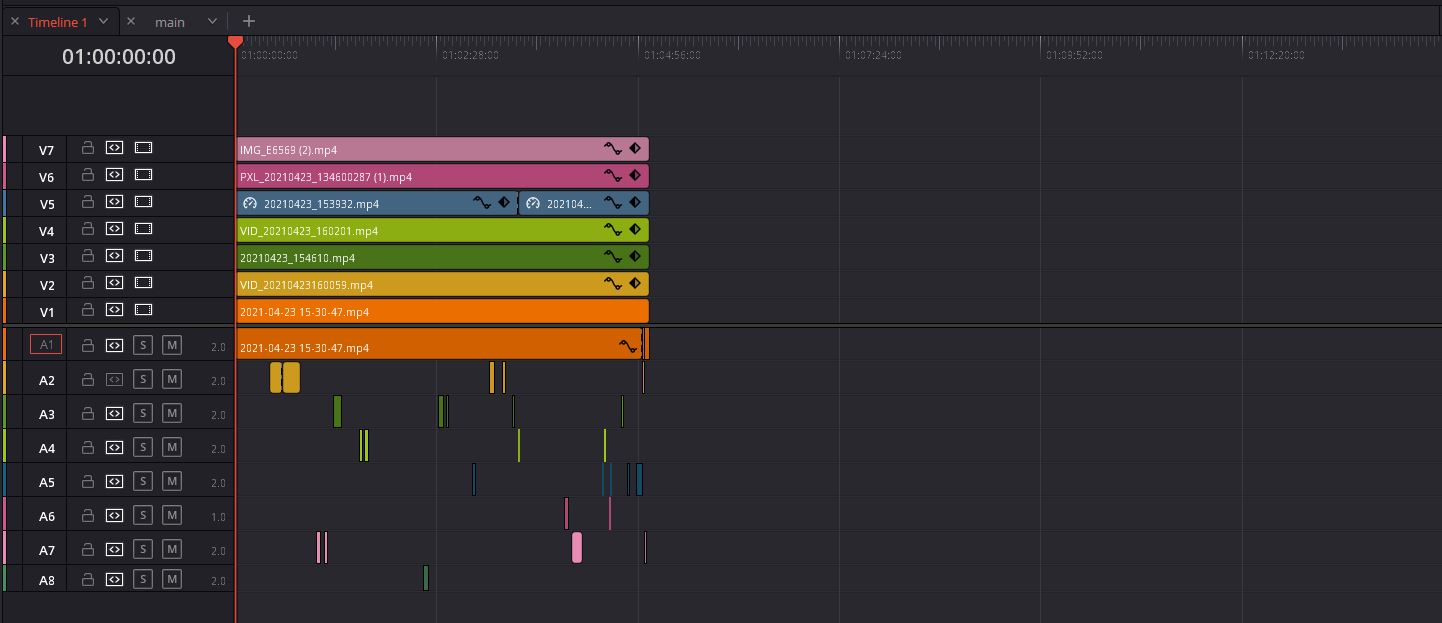 Timeline 1 main
01:00:00:00 01:00:00:00 01:02:28:00 01:04:56:00 01:07:24:00 01:09:52:00 01:12:20:00
V7 IMG_E6569 (2).mp4
V6 PXL_20210423_134600287 (1).mp4
V5 20210423_153932.mp4 202104...
V4 VID_20210423_160201.mp4
V3 20210423_154610.mp4
V2 VID_20210423160059.mp4
V1 2021-04-23 15-30-47.mp4
A1 S M 2.0 2021-04-23 15-30-47.mp4
A2 S M 2.0
A3 S M 2.0
A4 S M 2.0
A5 S M 2.0
A6 S M 1.0
A7 S M 2.0
A8 S M 2.0